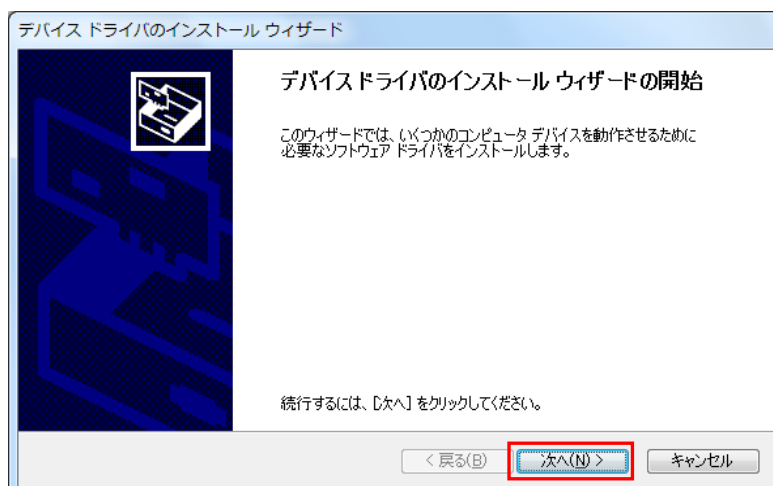 デバイス ドライバのインストール ウィザード
デバイス ドライバのインストール ウィザードの開始
このウィザードでは、いくつかのコンピュータ デバイスを動作させるために
必要なソフトウェア ドライバをインストールします。
続行するには、[次へ] をクリックしてください。
< 戻る(B)
次へ(N) >
キャンセル